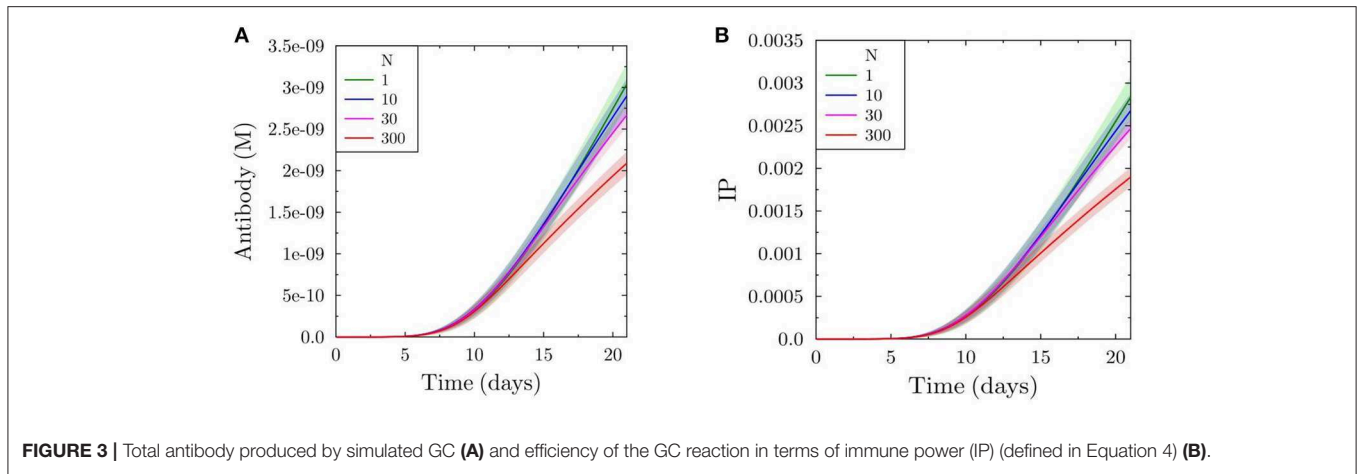 A
3.5e-09
3e-09
2.5e-09
2e-09
1.5e-09
1e-09
5e-10
0.0
Antibody (M)
N
1
10
30
300
0 5 10 15 20
Time (days)
B
0.0035
0.003
0.0025
0.002
0.0015
0.001
0.0005
0.0
IP
N
1
10
30
300
0 5 10 15 20
Time (days)
FIGURE 3 | Total antibody produced by simulated GC (A) and efficiency of the GC reaction in terms of immune power (IP) (defined in Equation 4) (B).